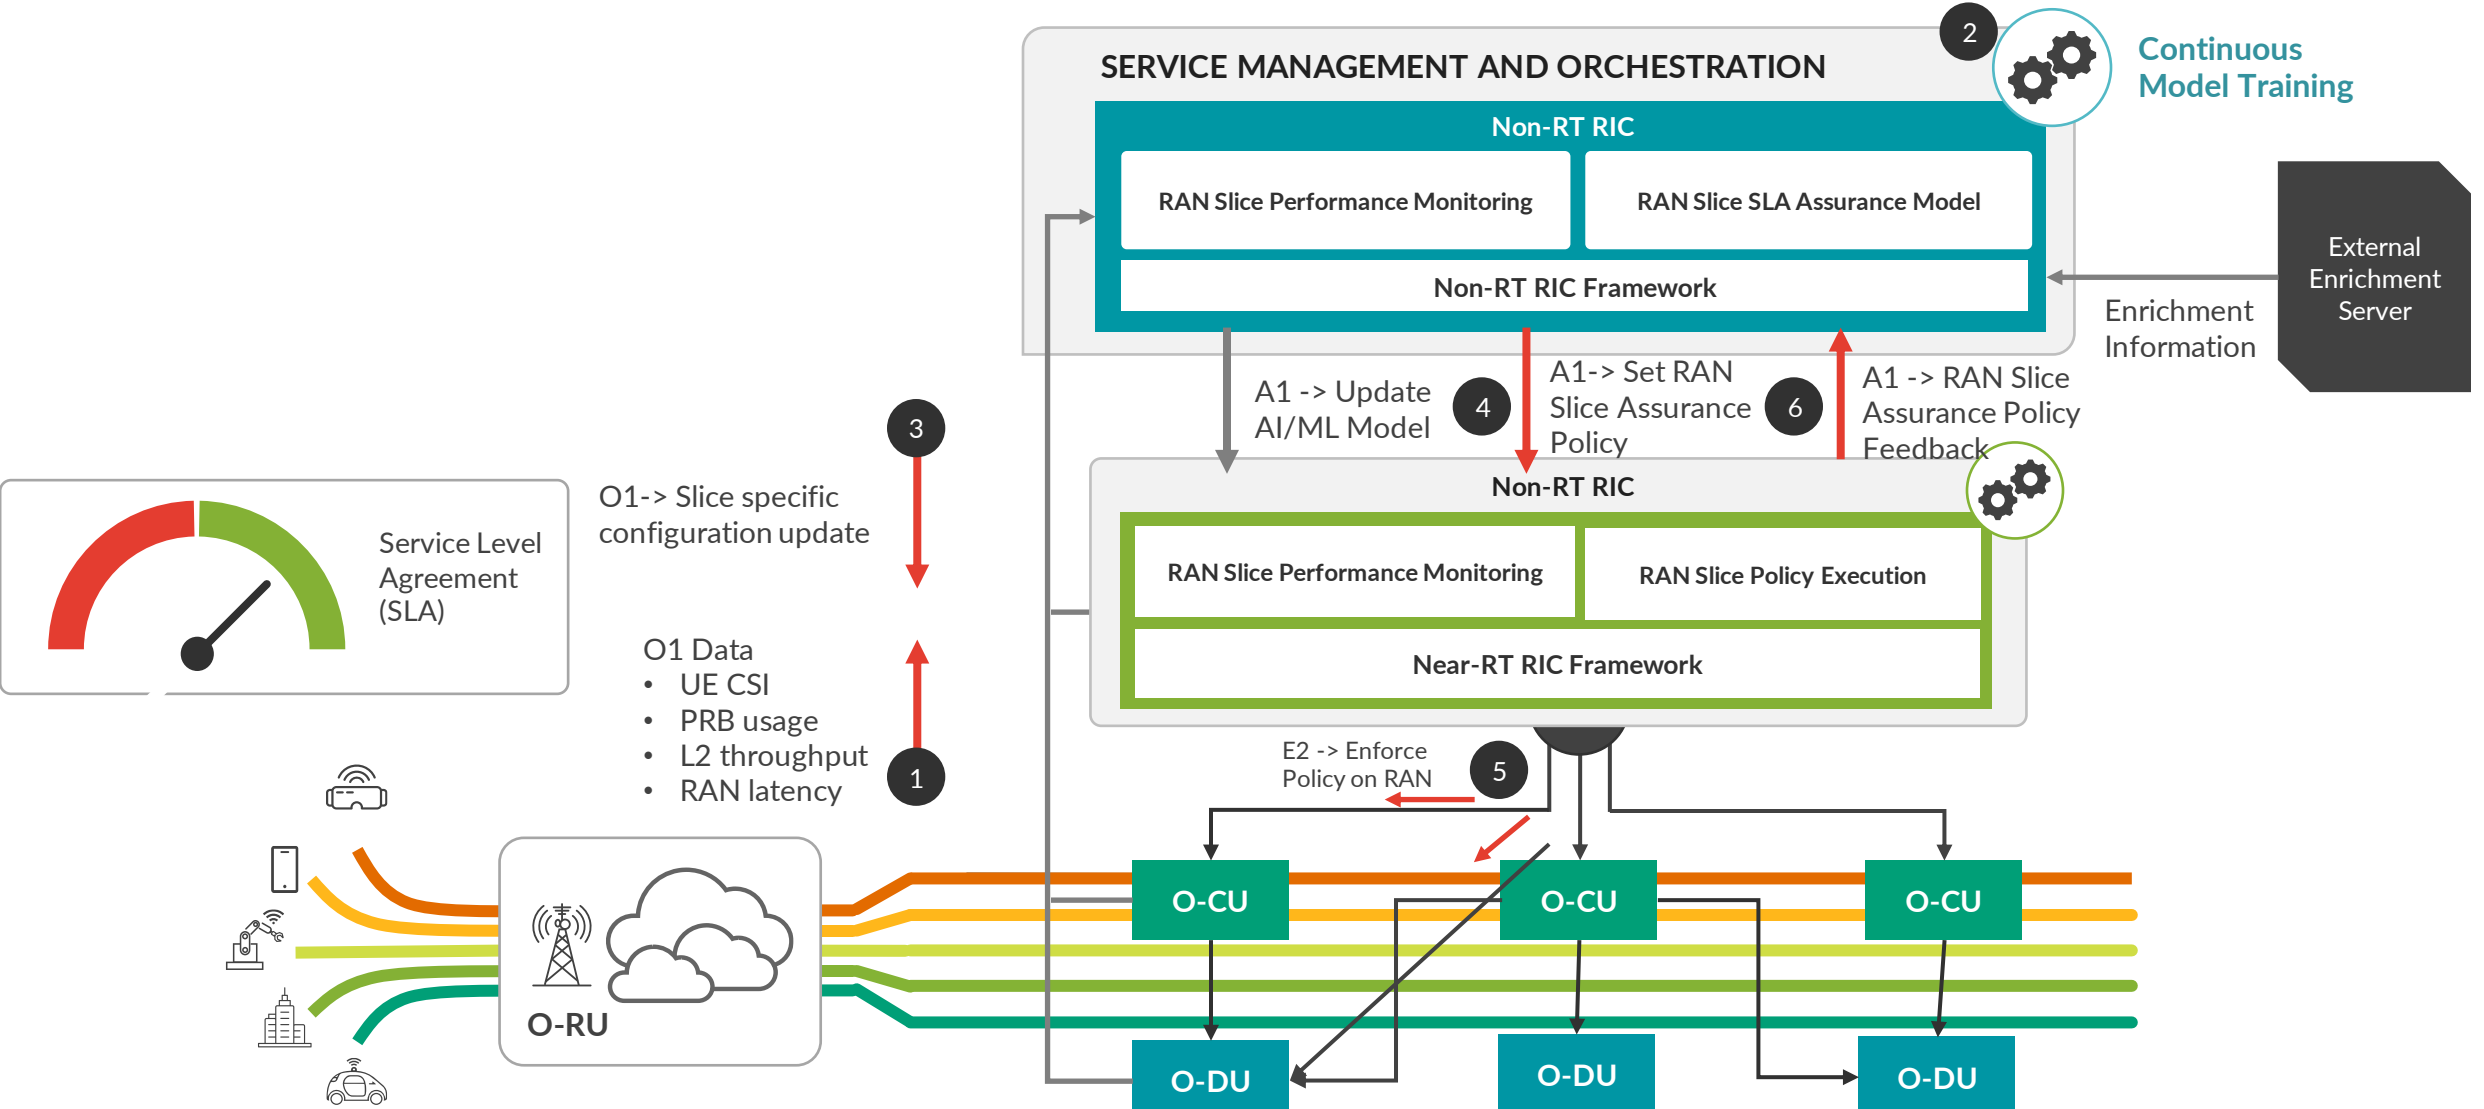 2
SERVICE MANAGEMENT AND ORCHESTRATION
Continuous
Model Training
Non-RT RIC
RAN Slice Performance Monitoring
RAN Slice SLA Assurance Model
Non-RT RIC Framework
External
Enrichment
Server
Enrichment
Information
A1 -> Update
AI/ML Model
4
A1-> Set RAN
Slice Assurance
Policy
6
A1 -> RAN Slice
Assurance Policy
Feedback
3
O1-> Slice specific
configuration update
Service Level
Agreement
(SLA)
Non-RT RIC
RAN Slice Performance Monitoring
RAN Slice Policy Execution
Near-RT RIC Framework
O1 Data
• UE CSI
• PRB usage
• L2 throughput
• RAN latency
1
E2 -> Enforce
Policy on RAN
5
O-CU
O-CU
O-CU
O-RU
O-DU
O-DU
O-DU